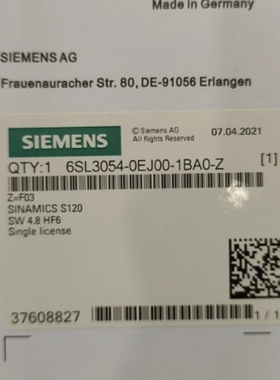 Made in Germany
SIEMENS AG
Frauenauracher Str. 80, DE-91056 Erlangen
SIEMENS
© Siemens AG
All Rights Reserved
07.04.2021
QTY:1 6SL3054-0EJ00-1BA0-Z [1]
Z=F03
SINAMICS S120
SW 4.8 HF6
Single license
37608827
1 / 1